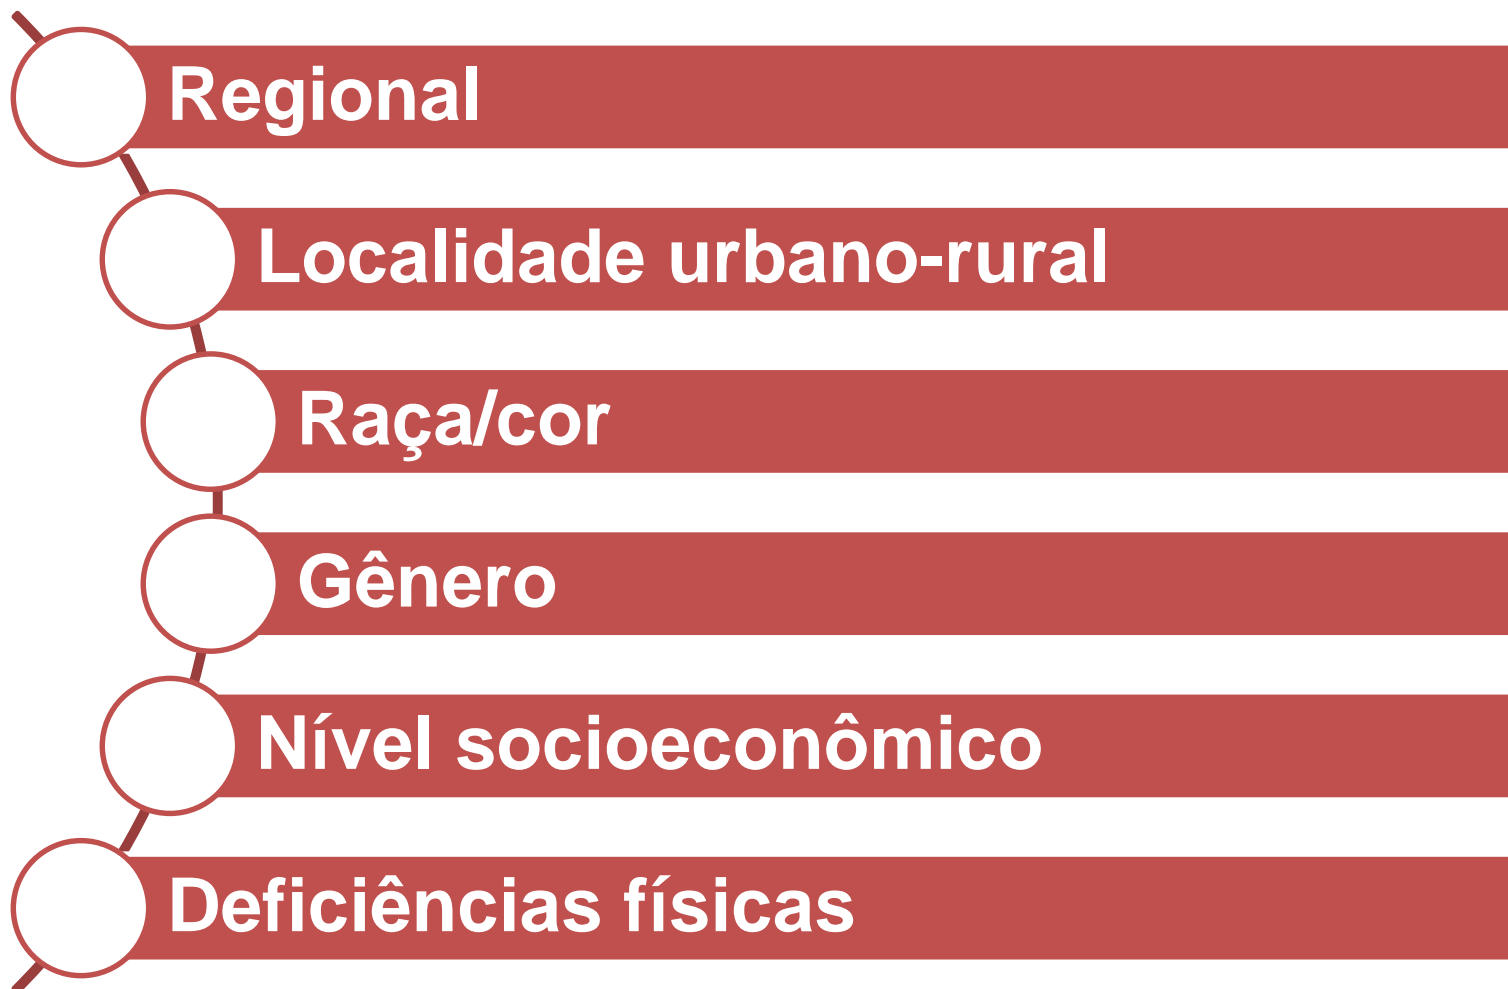 Regional
Localidade urbano-rural
Raça/cor
Gênero
Nível socioeconômico
Deficiências físicas